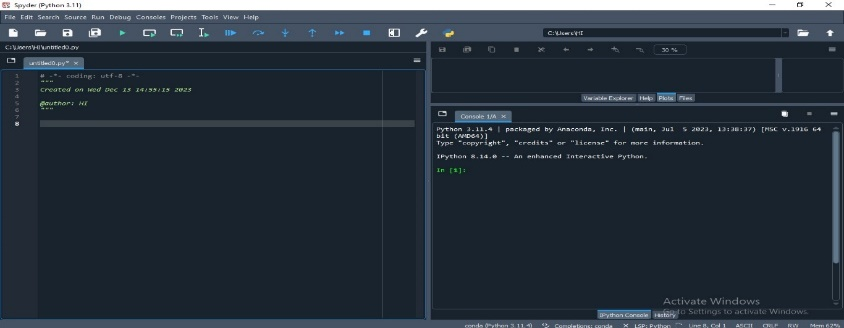 Spyder (Python 3.11)
File Edit Search Source Run Debug Consoles Projects Tools View Help
C:\Users\HI
C:\Users\HI\untitled0.py
30 %
untitled0.py*
1 # -*- coding: utf-8 -*-
2 """
3 Created on Wed Dec 13 14:55:15 2023
4
5 @author: HI
6 """
7
8
Variable Explorer Help Plots Files
Console 1/A
Python 3.11.4 | packaged by Anaconda, Inc. | (main, Jul 5 2023, 13:38:37) [MSC v.1916 64
bit (AMD64)]
Type "copyright", "credits" or "license" for more information.
IPython 8.14.0 -- An enhanced Interactive Python.
In [1]:
Activate Windows
to Settings to activate Windows.
IPython Console History
conda (Python 3.11.4) Completions: conda LSP: Python Line 8, Col 1 ASCII CRLF RW Mem 62%